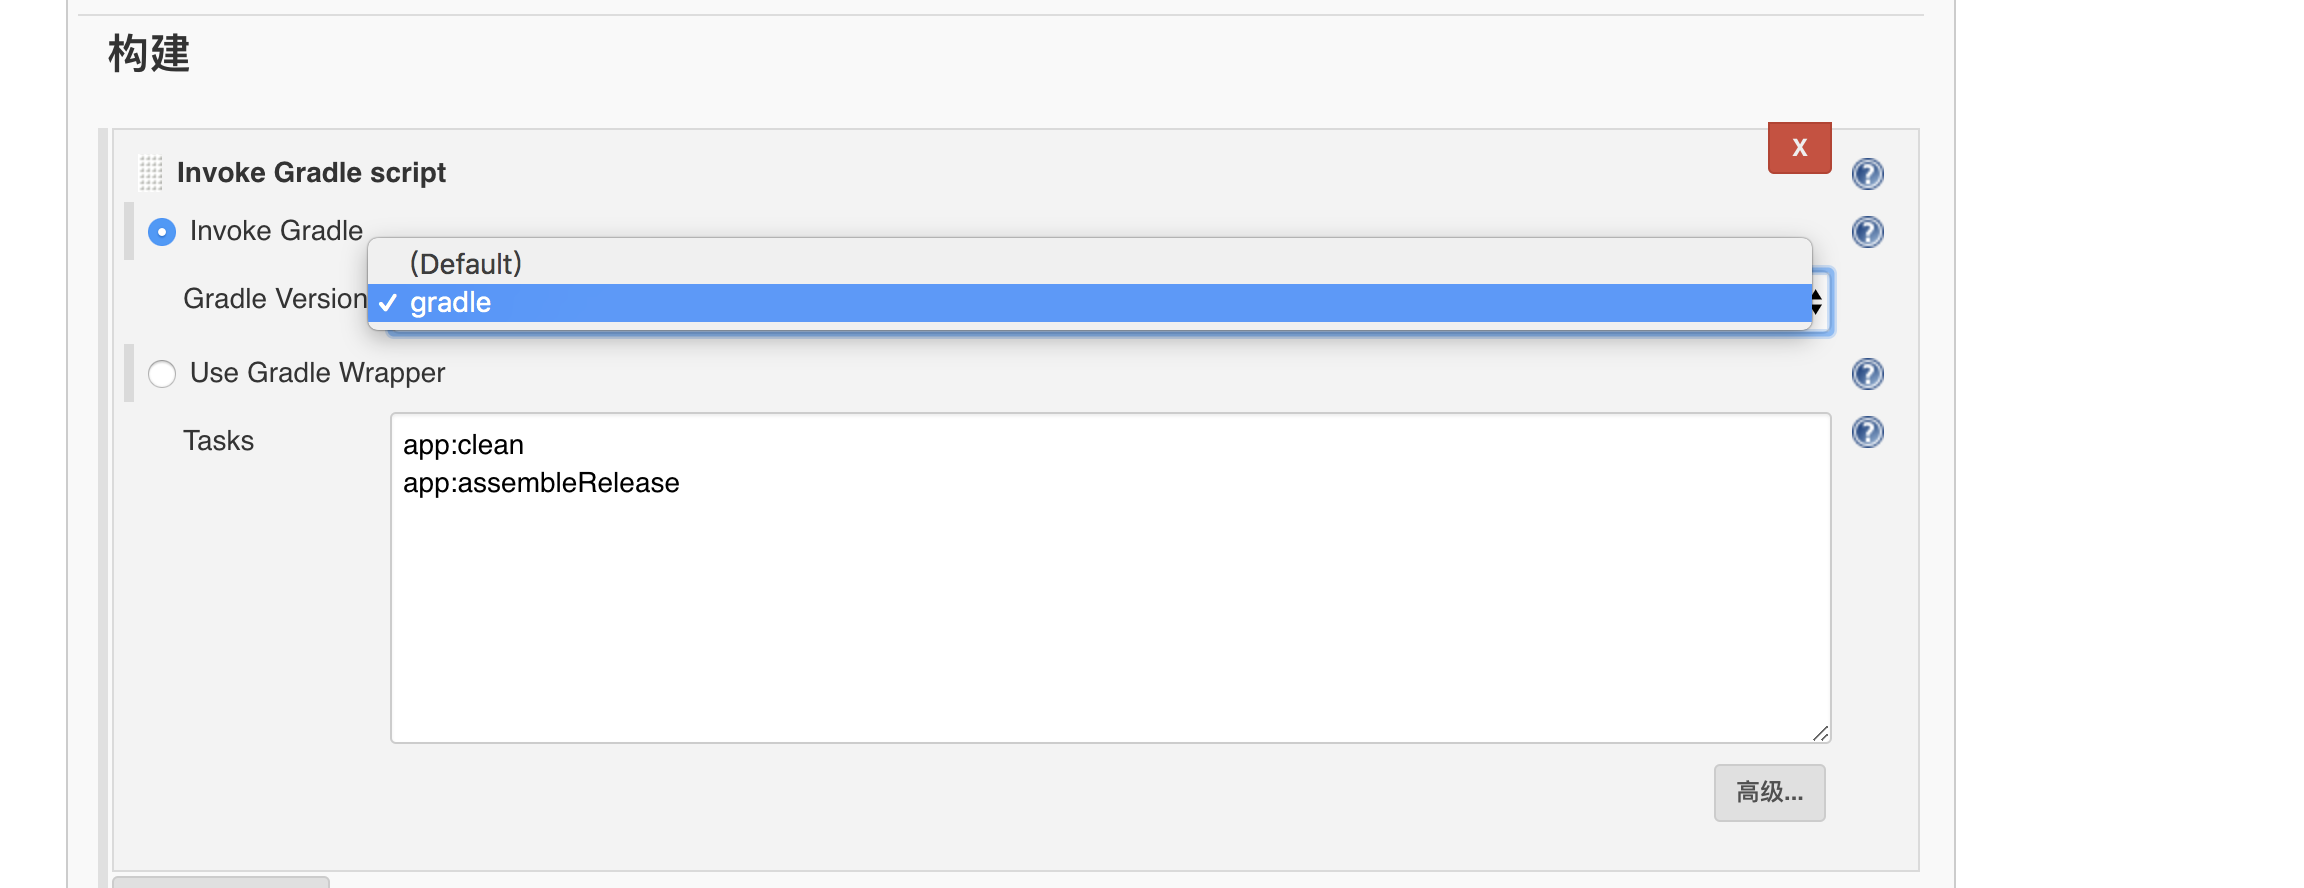 构建
X
Invoke Gradle script
Invoke Gradle
(Default)
Gradle Version
gradle
Use Gradle Wrapper
Tasks
app:clean
app:assembleRelease
高级...